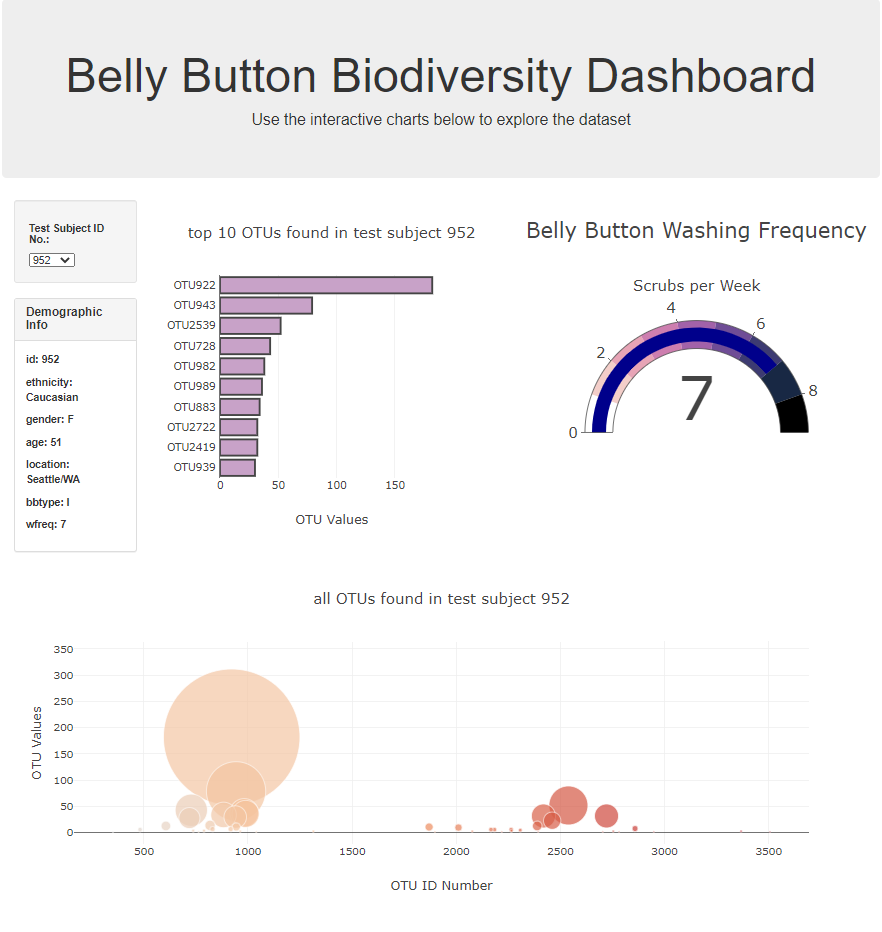 Belly Button Biodiversity Dashboard
Use the interactive charts below to explore the dataset
Test Subject ID
No.:
952
Demographic
Info
id: 952
ethnicity:
Caucasian
gender: F
age: 51
location:
Seattle/WA
bbtype: I
wfreq: 7
top 10 OTUs found in test subject 952
OTU922
OTU943
OTU2539
OTU728
OTU982
OTU989
OTU883
OTU2722
OTU2419
OTU939
0 50 100 150
OTU Values
Belly Button Washing Frequency
Scrubs per Week
0
2
4
6
8
7
all OTUs found in test subject 952
OTU Values
350
300
250
200
150
100
50
0
500 1000 1500 2000 2500 3000 3500
OTU ID Number